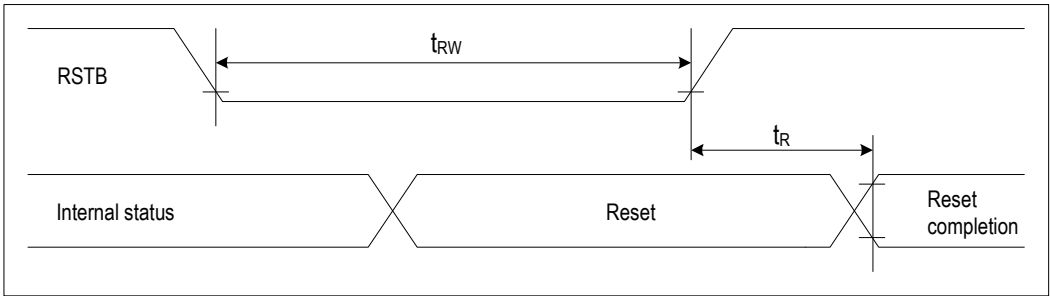 tRW
RSTB
tR
Internal status
Reset
Reset
completion